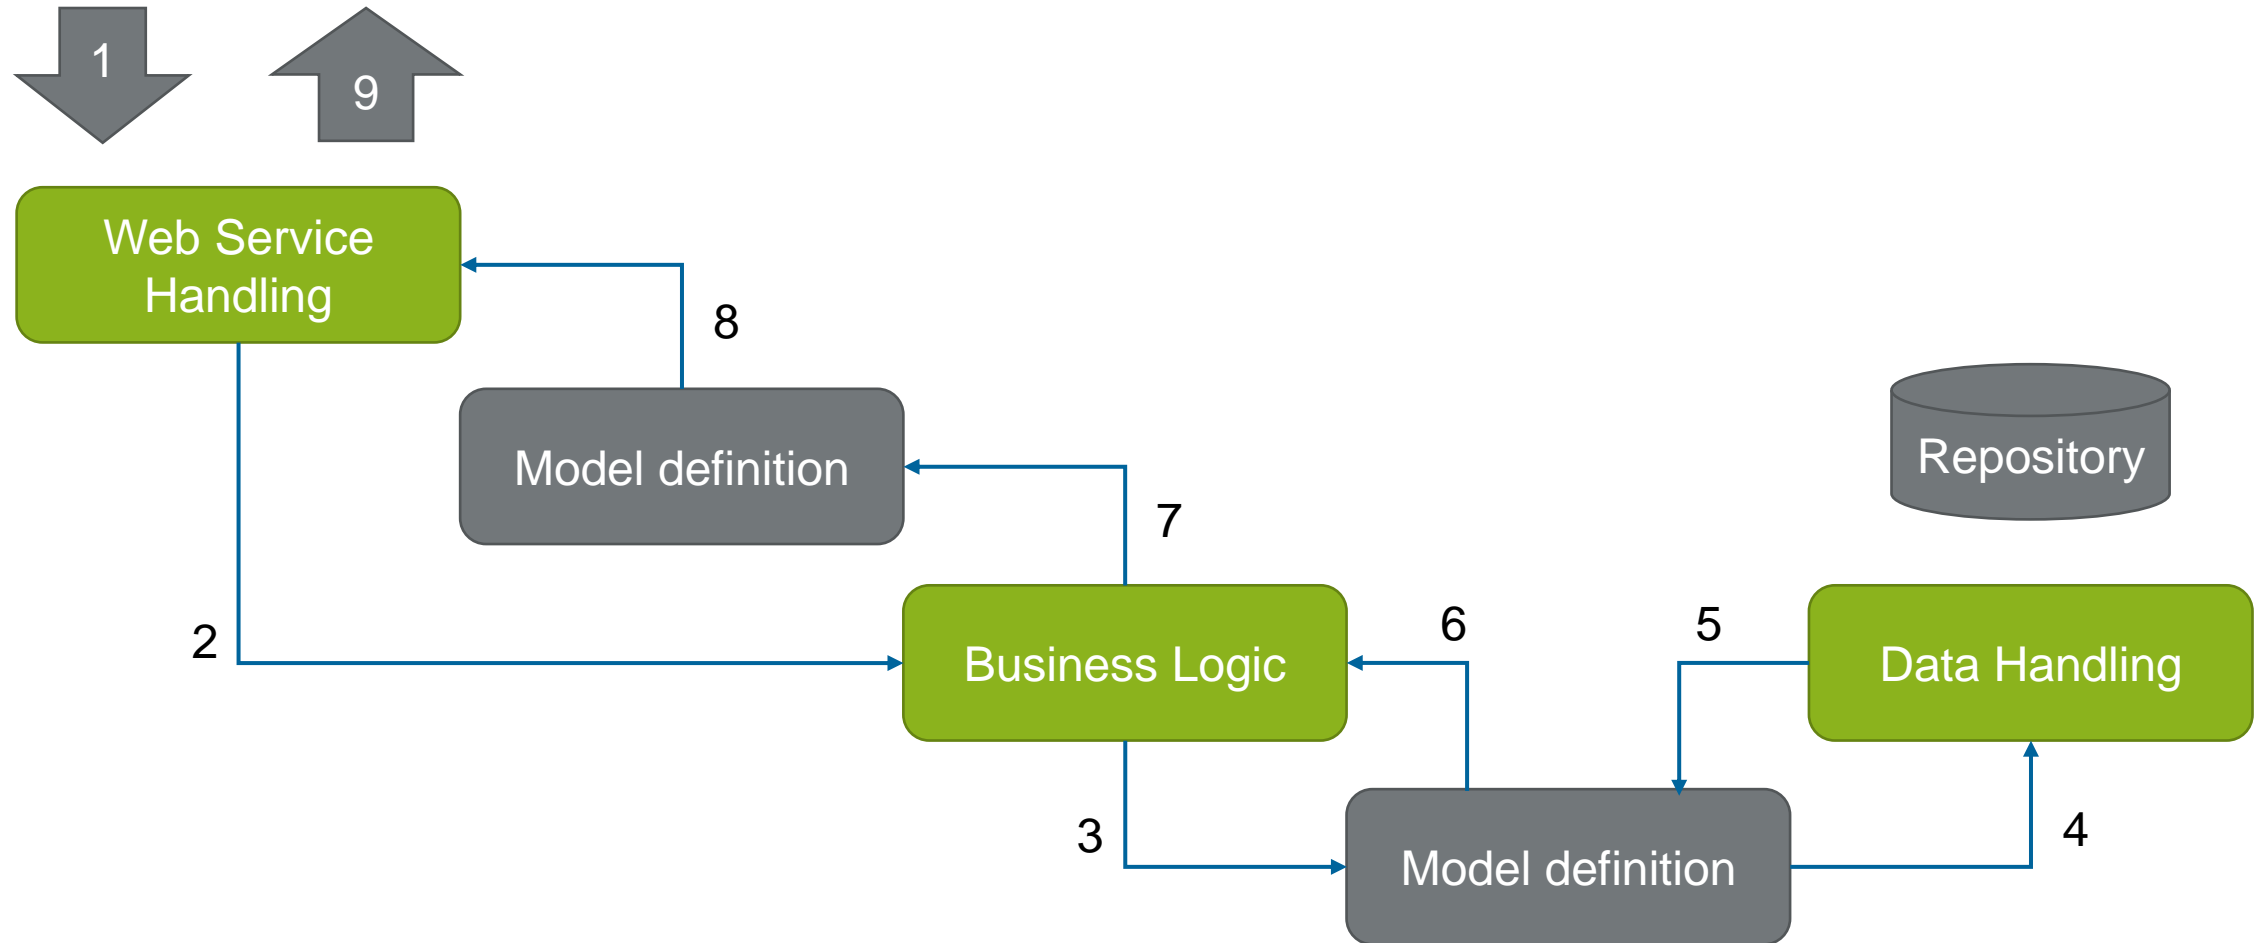 1
9
Web Service
Handling
8
Model definition
Repository
7
2
Business Logic
6
5
Data Handling
3
Model definition
4